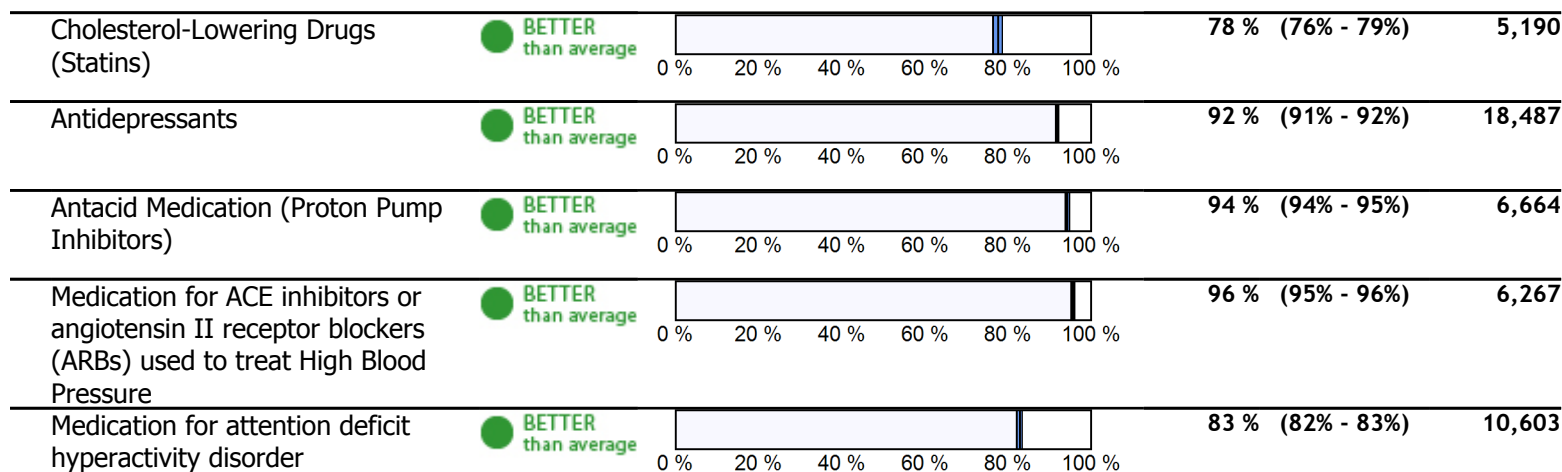 Cholesterol-Lowering Drugs
(Statins)
BETTER
than average
0 % 20 % 40 % 60 % 80 % 100 %
78 % (76% - 79%) 5,190
Antidepressants
BETTER
than average
0 % 20 % 40 % 60 % 80 % 100 %
92 % (91% - 92%) 18,487
Antacid Medication (Proton Pump
Inhibitors)
BETTER
than average
0 % 20 % 40 % 60 % 80 % 100 %
94 % (94% - 95%) 6,664
Medication for ACE inhibitors or
angiotensin II receptor blockers
(ARBs) used to treat High Blood
Pressure
BETTER
than average
0 % 20 % 40 % 60 % 80 % 100 %
96 % (95% - 96%) 6,267
Medication for attention deficit
hyperactivity disorder
BETTER
than average
0 % 20 % 40 % 60 % 80 % 100 %
83 % (82% - 83%) 10,603